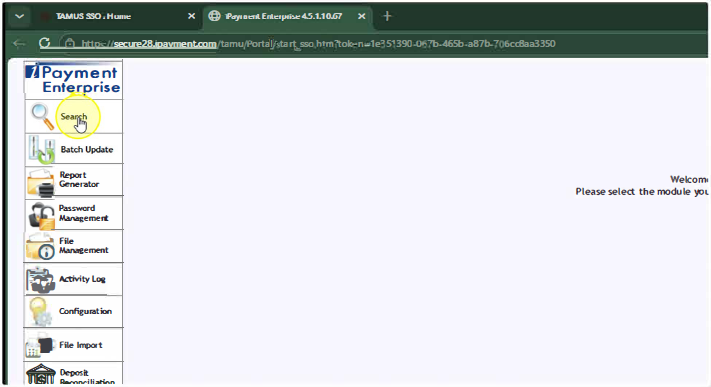 TAMUS SSO - Home
iPayment Enterprise 4.5.1.10.67
https://secure28.ipayment.com/tamu/Portal/start_sso.htm?token=1e351390-067b-465b-a87b-706cd8aa3350
iPayment
Enterprise
Search
Batch Update
Report
Generator
Password
Management
File
Management
Activity Log
Configuration
File Import
Deposit
Reconciliation
Welcome
Please select the module you